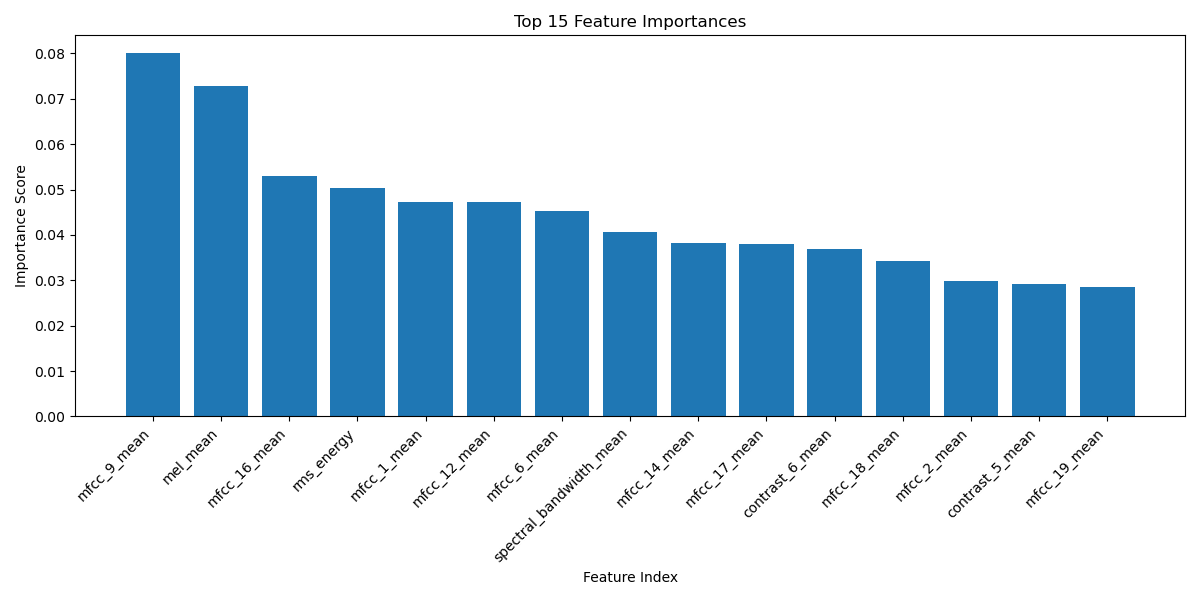 Top 15 Feature Importances
Importance Score
0.08
0.07
0.06
0.05
0.04
0.03
0.02
0.01
0.00
mfcc_9_mean
mel_mean
mfcc_16_mean
rms_energy
mfcc_1_mean
mfcc_12_mean
mfcc_6_mean
spectral_bandwidth_mean
mfcc_14_mean
mfcc_17_mean
contrast_6_mean
mfcc_18_mean
mfcc_2_mean
contrast_5_mean
mfcc_19_mean
Feature Index